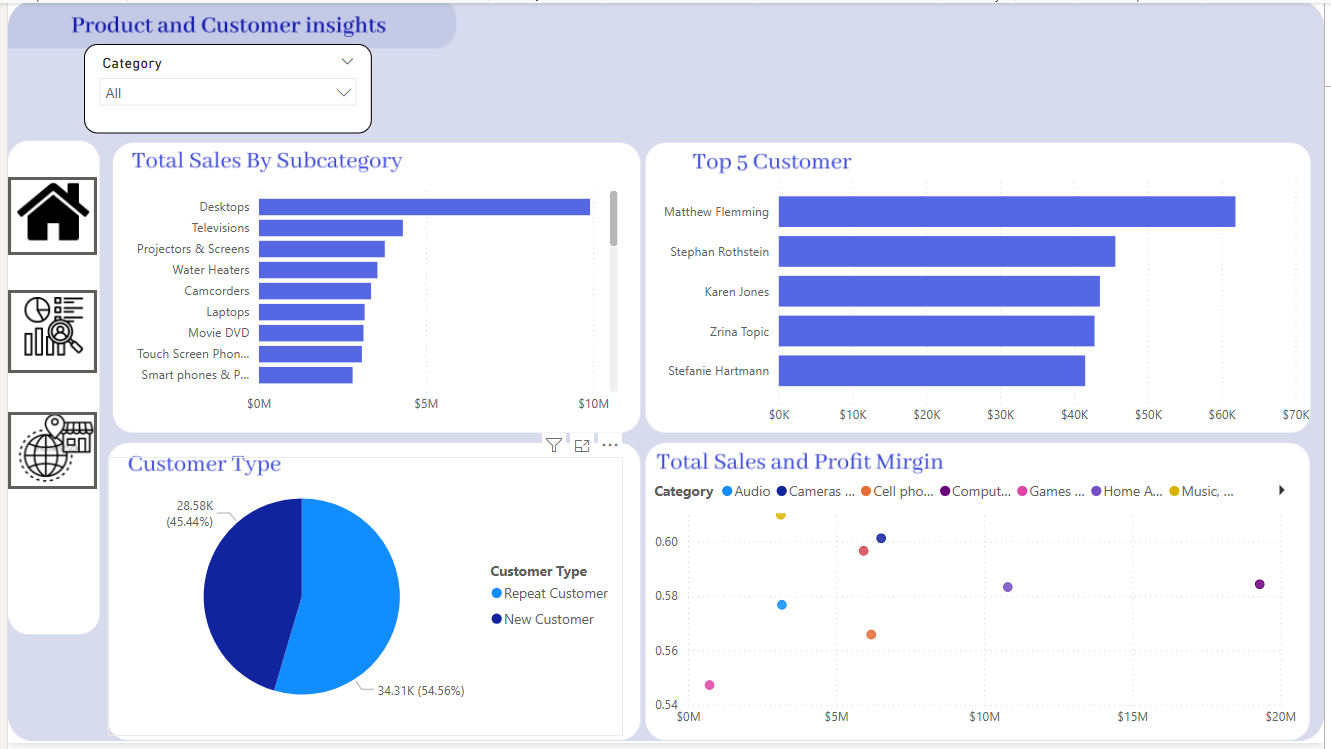 Product and Customer insights
Category
All
Total Sales By Subcategory
Desktops
Televisions
Projectors & Screens
Water Heaters
Camcorders
Laptops
Movie DVD
Touch Screen Phon...
Smart phones & P...
$0M $5M $10M
Top 5 Customer
Matthew Flemming
Stephan Rothstein
Karen Jones
Zrina Topic
Stefanie Hartmann
$0K $10K $20K $30K $40K $50K $60K $70K
Customer Type
28.58K
(45.44%)
34.31K (54.56%)
Customer Type
Repeat Customer
New Customer
Total Sales and Profit Mirgin
Category Audio Cameras ... Cell pho... Comput... Games ... Home A... Music, ...
0.60
0.58
0.56
0.54
$0M $5M $10M $15M $20M